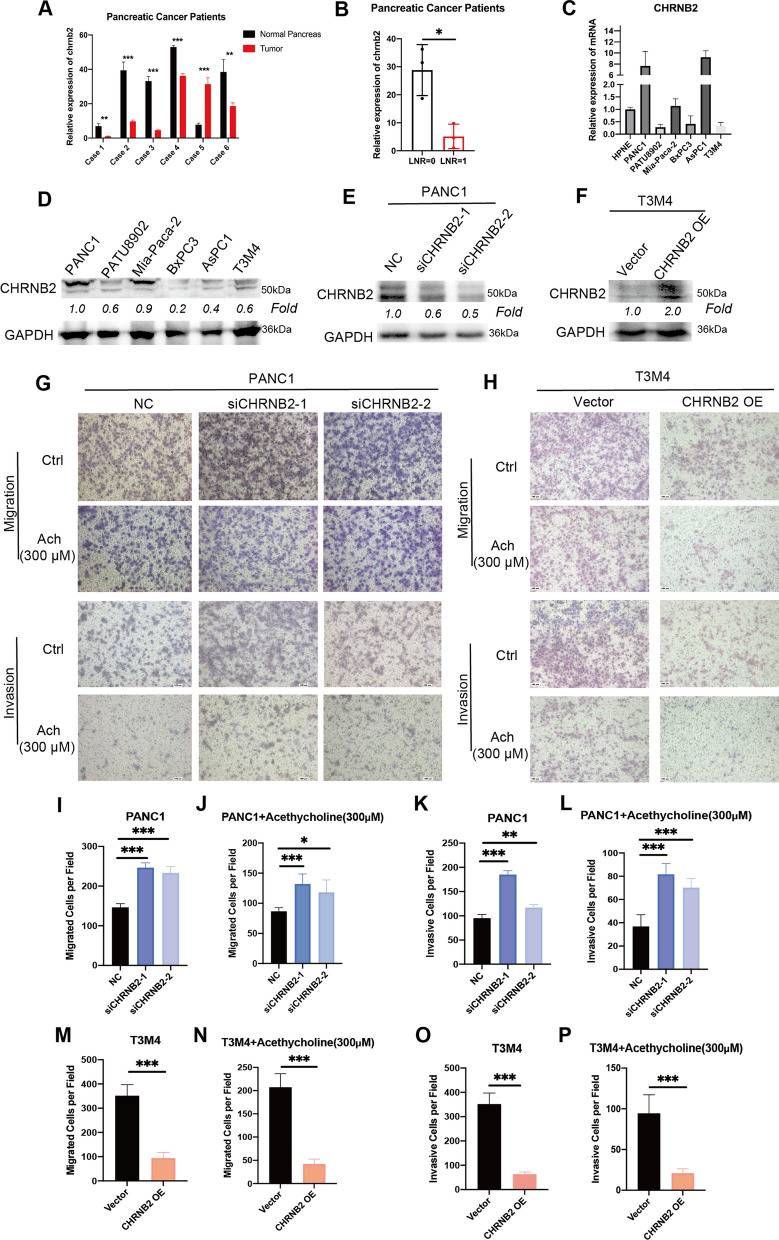 A
Pancreatic Cancer Patients
Normal Pancreas
Tumor
Relative expression of chrnb2
60
40
20
0
**
***
***
***
***
**
Case 1
Case 2
Case 3
Case 4
Case 5
Case 6
B
Pancreatic Cancer Patients
Relative expression of chrnb2
50
40
30
20
10
0
*
LNR=0
LNR=1
C
CHRNB2
Relative expression of mRNA
12
10
8
6
4
2
1.0
0.5
0.0
HPNE
PANC1
PATU8902
Mia-Paca-2
BxPC3
AsPC1
T3M4
D
PANC1
PATU8902
Mia-Paca-2
BxPC3
AsPC1
T3M4
CHRNB2
50kDa
1.0 0.6 0.9 0.2 0.4 0.6 Fold
GAPDH
36kDa
E
PANC1
NC
siCHRNB2-1
siCHRNB2-2
CHRNB2
50kDa
1.0 0.6 0.5 Fold
GAPDH
36kDa
F
T3M4
Vector
CHRNB2 OE
CHRNB2
50kDa
1.0 2.0 Fold
GAPDH
36kDa
G
PANC1
NC siCHRNB2-1 siCHRNB2-2
Migration
Ctrl
Ach
(300 μM)
Invasion
Ctrl
Ach
(300 μM)
H
T3M4
Vector CHRNB2 OE
Migration
Ctrl
Ach
(300 μM)
Invasion
Ctrl
Ach
(300 μM)
I
PANC1
Migrated Cells per Field
300
200
100
0
***
***
NC
siCHRNB2-1
siCHRNB2-2
J
PANC1+Acethycholine(300μM)
Migrated Cells per Field
200
150
100
50
0
*
***
NC
siCHRNB2-1
siCHRNB2-2
K
PANC1
Invasive Cells per Field
250
200
150
100
50
0
**
***
NC
siCHRNB2-1
siCHRNB2-2
L
PANC1+Acethycholine(300μM)
Invasive Cells per Field
100
80
60
40
20
0
***
***
NC
siCHRNB2-1
siCHRNB2-2
M
T3M4
Migrated Cells per Field
500
400
300
200
100
0
***
Vector
CHRNB2 OE
N
T3M4+Acethycholine(300μM)
Migrated Cells per Field
250
200
150
100
50
0
***
Vector
CHRNB2 OE
O
T3M4
Invasive Cells per Field
500
400
300
200
100
0
***
Vector
CHRNB2 OE
P
T3M4+Acethycholine(300μM)
Invasive Cells per Field
150
100
50
0
***
Vector
CHRNB2 OE